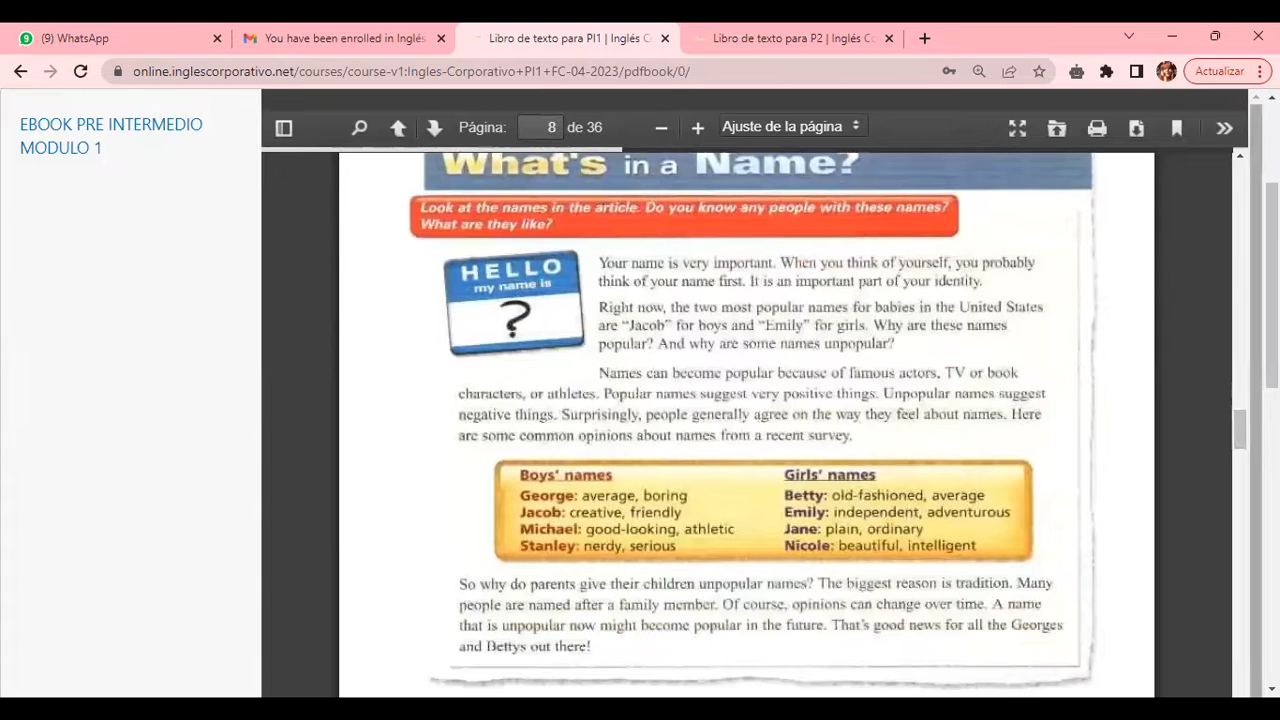 (9) WhatsApp
You have been enrolled in Inglés
Libro de texto para PI1 | Inglés C
Libro de texto para P2 | Inglés C
online.inglescorporativo.net/courses/course-v1:Ingles-Corporativo+PI1+FC-04-2023/pdfbook/0/
Actualizar
EBOOK PRE INTERMEDIO
MODULO 1
Página: 8 de 36
Ajuste de la página
What's in a Name?
Look at the names in the article. Do you know any people with these names?
What are they like?
HELLO
my name is
?
Your name is very important. When you think of yourself, you probably
think of your name first. It is an important part of your identity.
Right now, the two most popular names for babies in the United States
are “Jacob” for boys and “Emily” for girls. Why are these names
popular? And why are some names unpopular?
Names can become popular because of famous actors, TV or book
characters, or athletes. Popular names suggest very positive things. Unpopular names suggest
negative things. Surprisingly, people generally agree on the way they feel about names. Here
are some common opinions about names from a recent survey.
Boys' names
George: average, boring
Jacob: creative, friendly
Michael: good-looking, athletic
Stanley: nerdy, serious
Girls' names
Betty: old-fashioned, average
Emily: independent, adventurous
Jane: plain, ordinary
Nicole: beautiful, intelligent
So why do parents give their children unpopular names? The biggest reason is tradition. Many
people are named after a family member. Of course, opinions can change over time. A name
that is unpopular now might become popular in the future. That's good news for all the Georges
and Bettys out there!